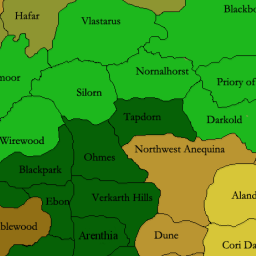 Hafar
Vlastarus
Blackbo
Nornalhorst
moor
Silorn
Priory of
Tapdorn
Darkold
Wirewood
Northwest Anequina
Ohmes
Blackpark
Aland
Verkarth Hills
Ebon
blewood
Arenthia
Dune
Cori Da